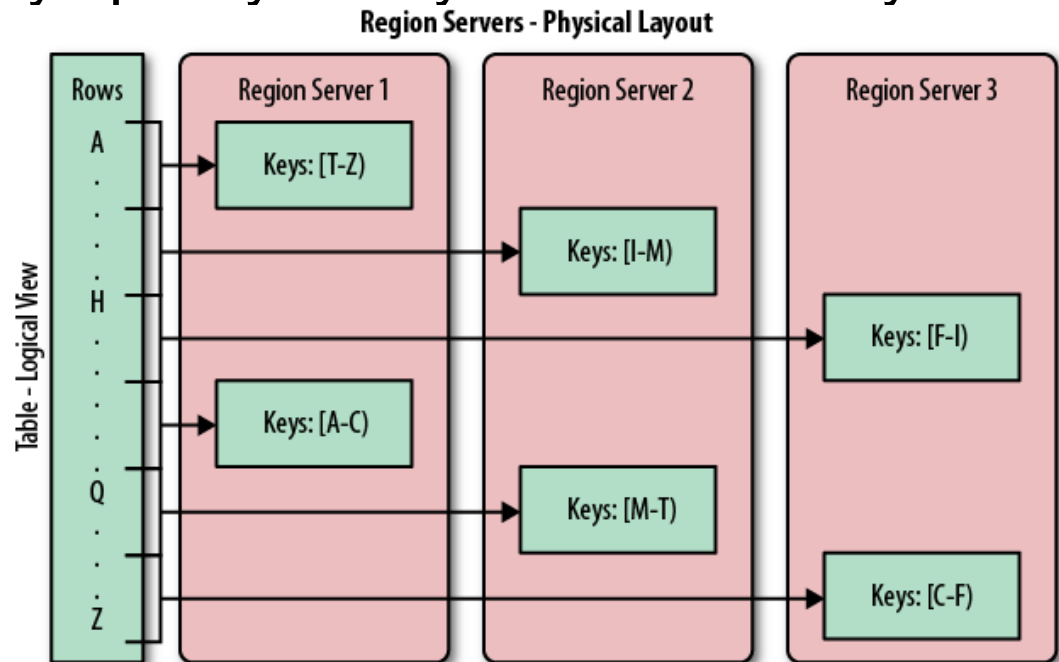 Region Servers - Physical Layout
Table - Logical View
Rows
A
.
.
.
H
.
.
.
.
Q
.
.
Z
Region Server 1
Keys: [T-Z)
Keys: [A-C)
Region Server 2
Keys: [I-M)
Keys: [M-T)
Region Server 3
Keys: [F-I)
Keys: [C-F)